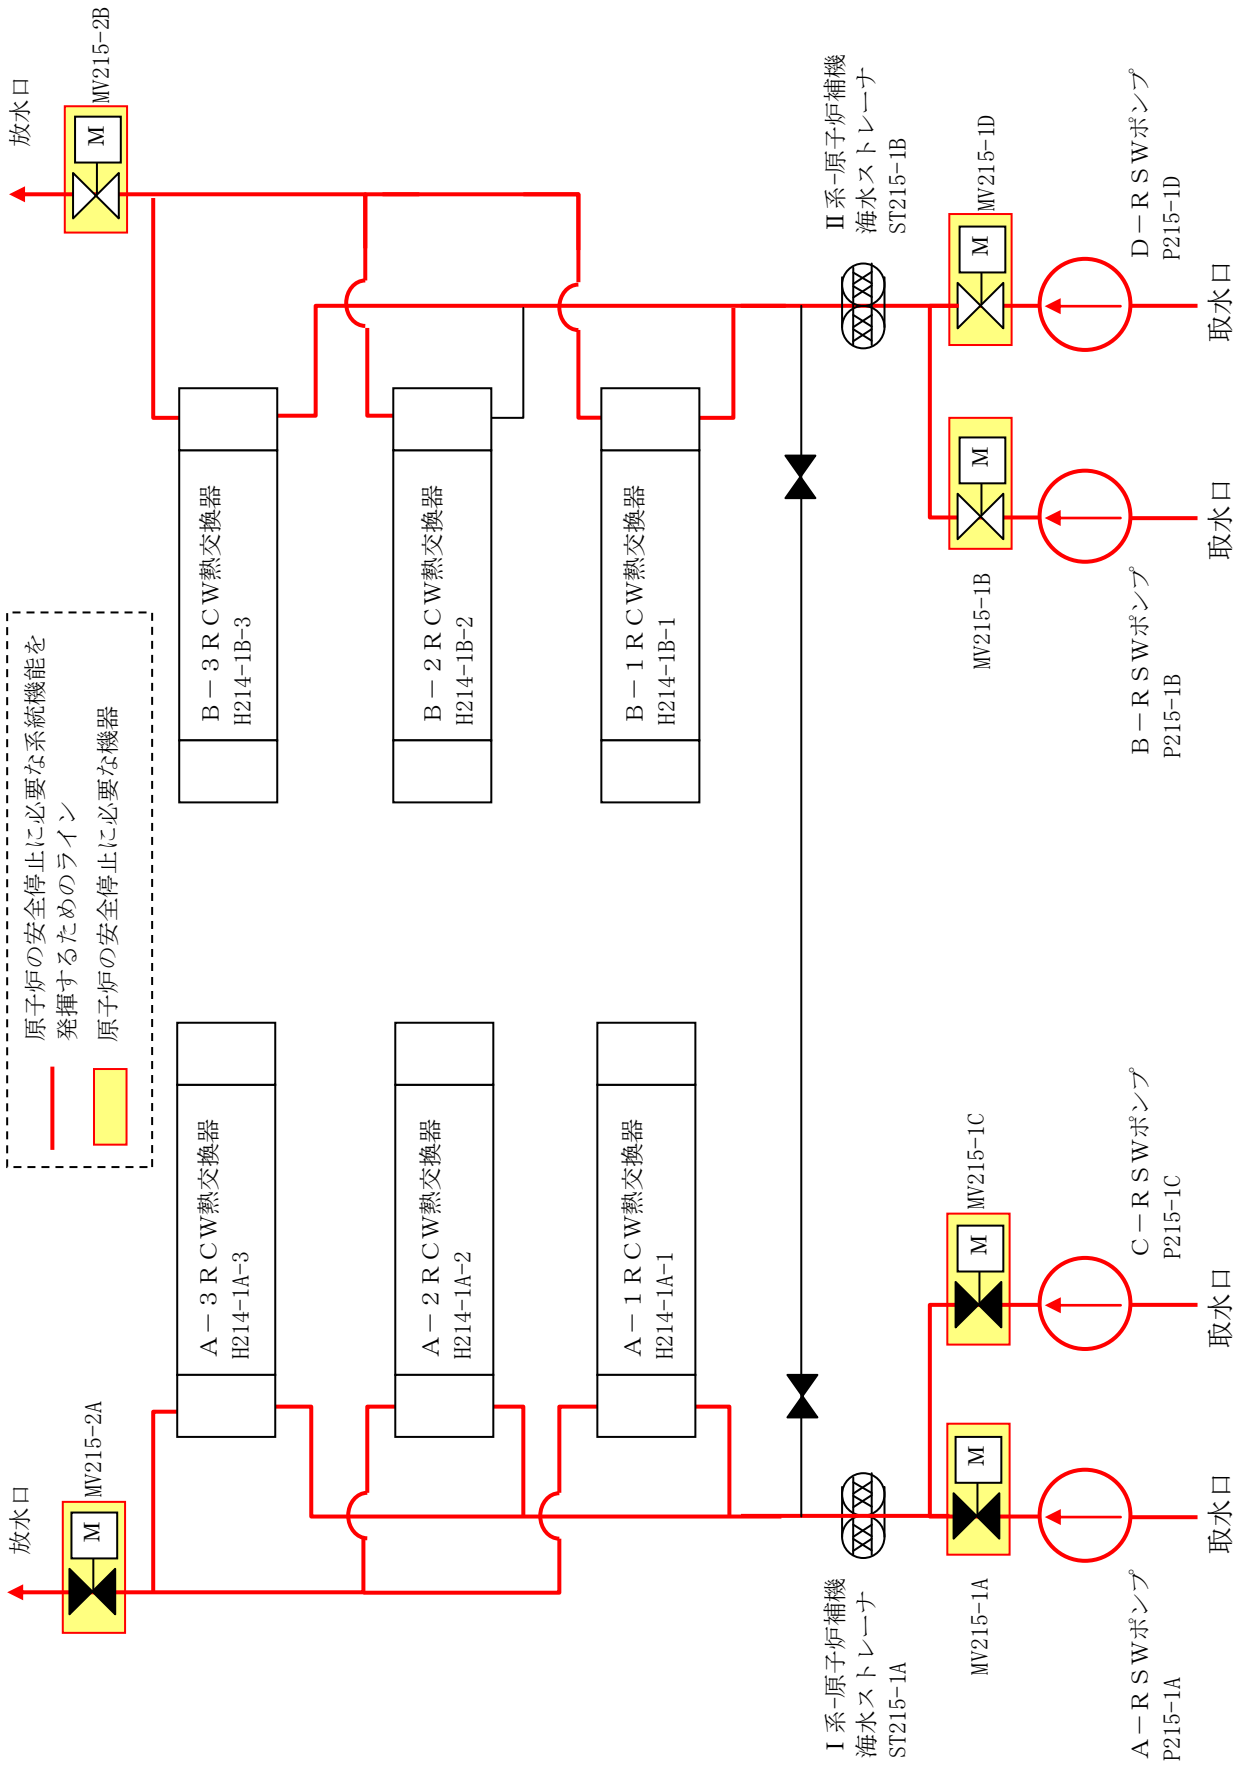 原子炉の安全停止に必要な系統機能を
発揮するためのライン
原子炉の安全停止に必要な機器
放水口
M
MV215-2A
放水口
M
MV215-2B
A－3RCW熱交換器
H214-1A-3
B－3RCW熱交換器
H214-1B-3
A－2RCW熱交換器
H214-1A-2
B－2RCW熱交換器
H214-1B-2
A－1RCW熱交換器
H214-1A-1
B－1RCW熱交換器
H214-1B-1
Ⅰ系-原子炉補機
海水ストレーナ
ST215-1A
Ⅱ系-原子炉補機
海水ストレーナ
ST215-1B
MV215-1A
M
M
MV215-1C
MV215-1B
M
M
MV215-1D
A－RSWポンプ
P215-1A
C－RSWポンプ
P215-1C
B－RSWポンプ
P215-1B
D－RSWポンプ
P215-1D
取水口
取水口
取水口
取水口